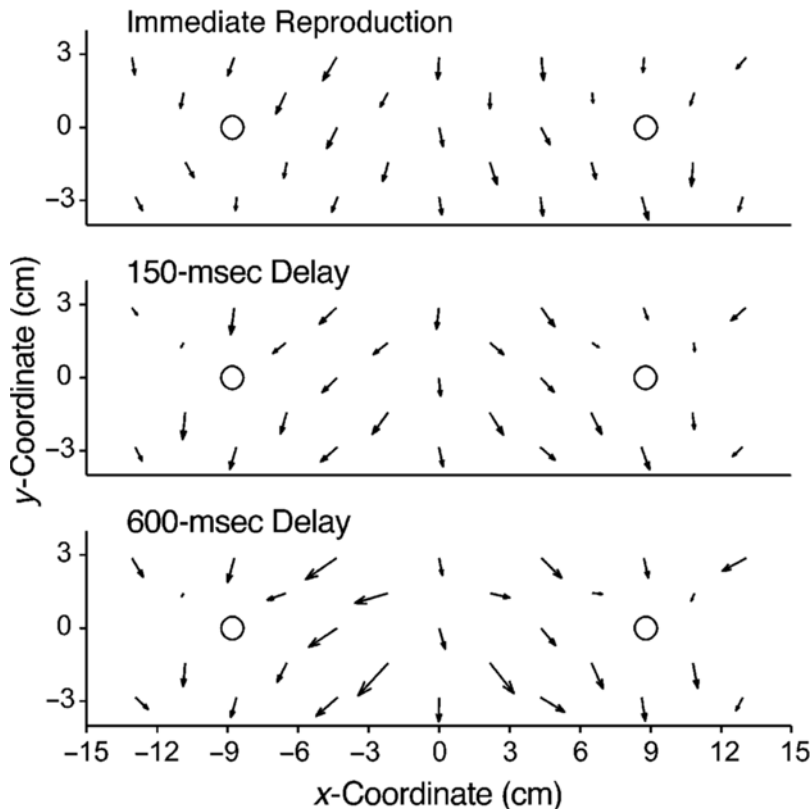 Immediate Reproduction
3
0
−3
150-msec Delay
3
0
−3
y-Coordinate (cm)
600-msec Delay
3
0
−3
−15 −12 −9 −6 −3 0 3 6 9 12 15
x-Coordinate (cm)